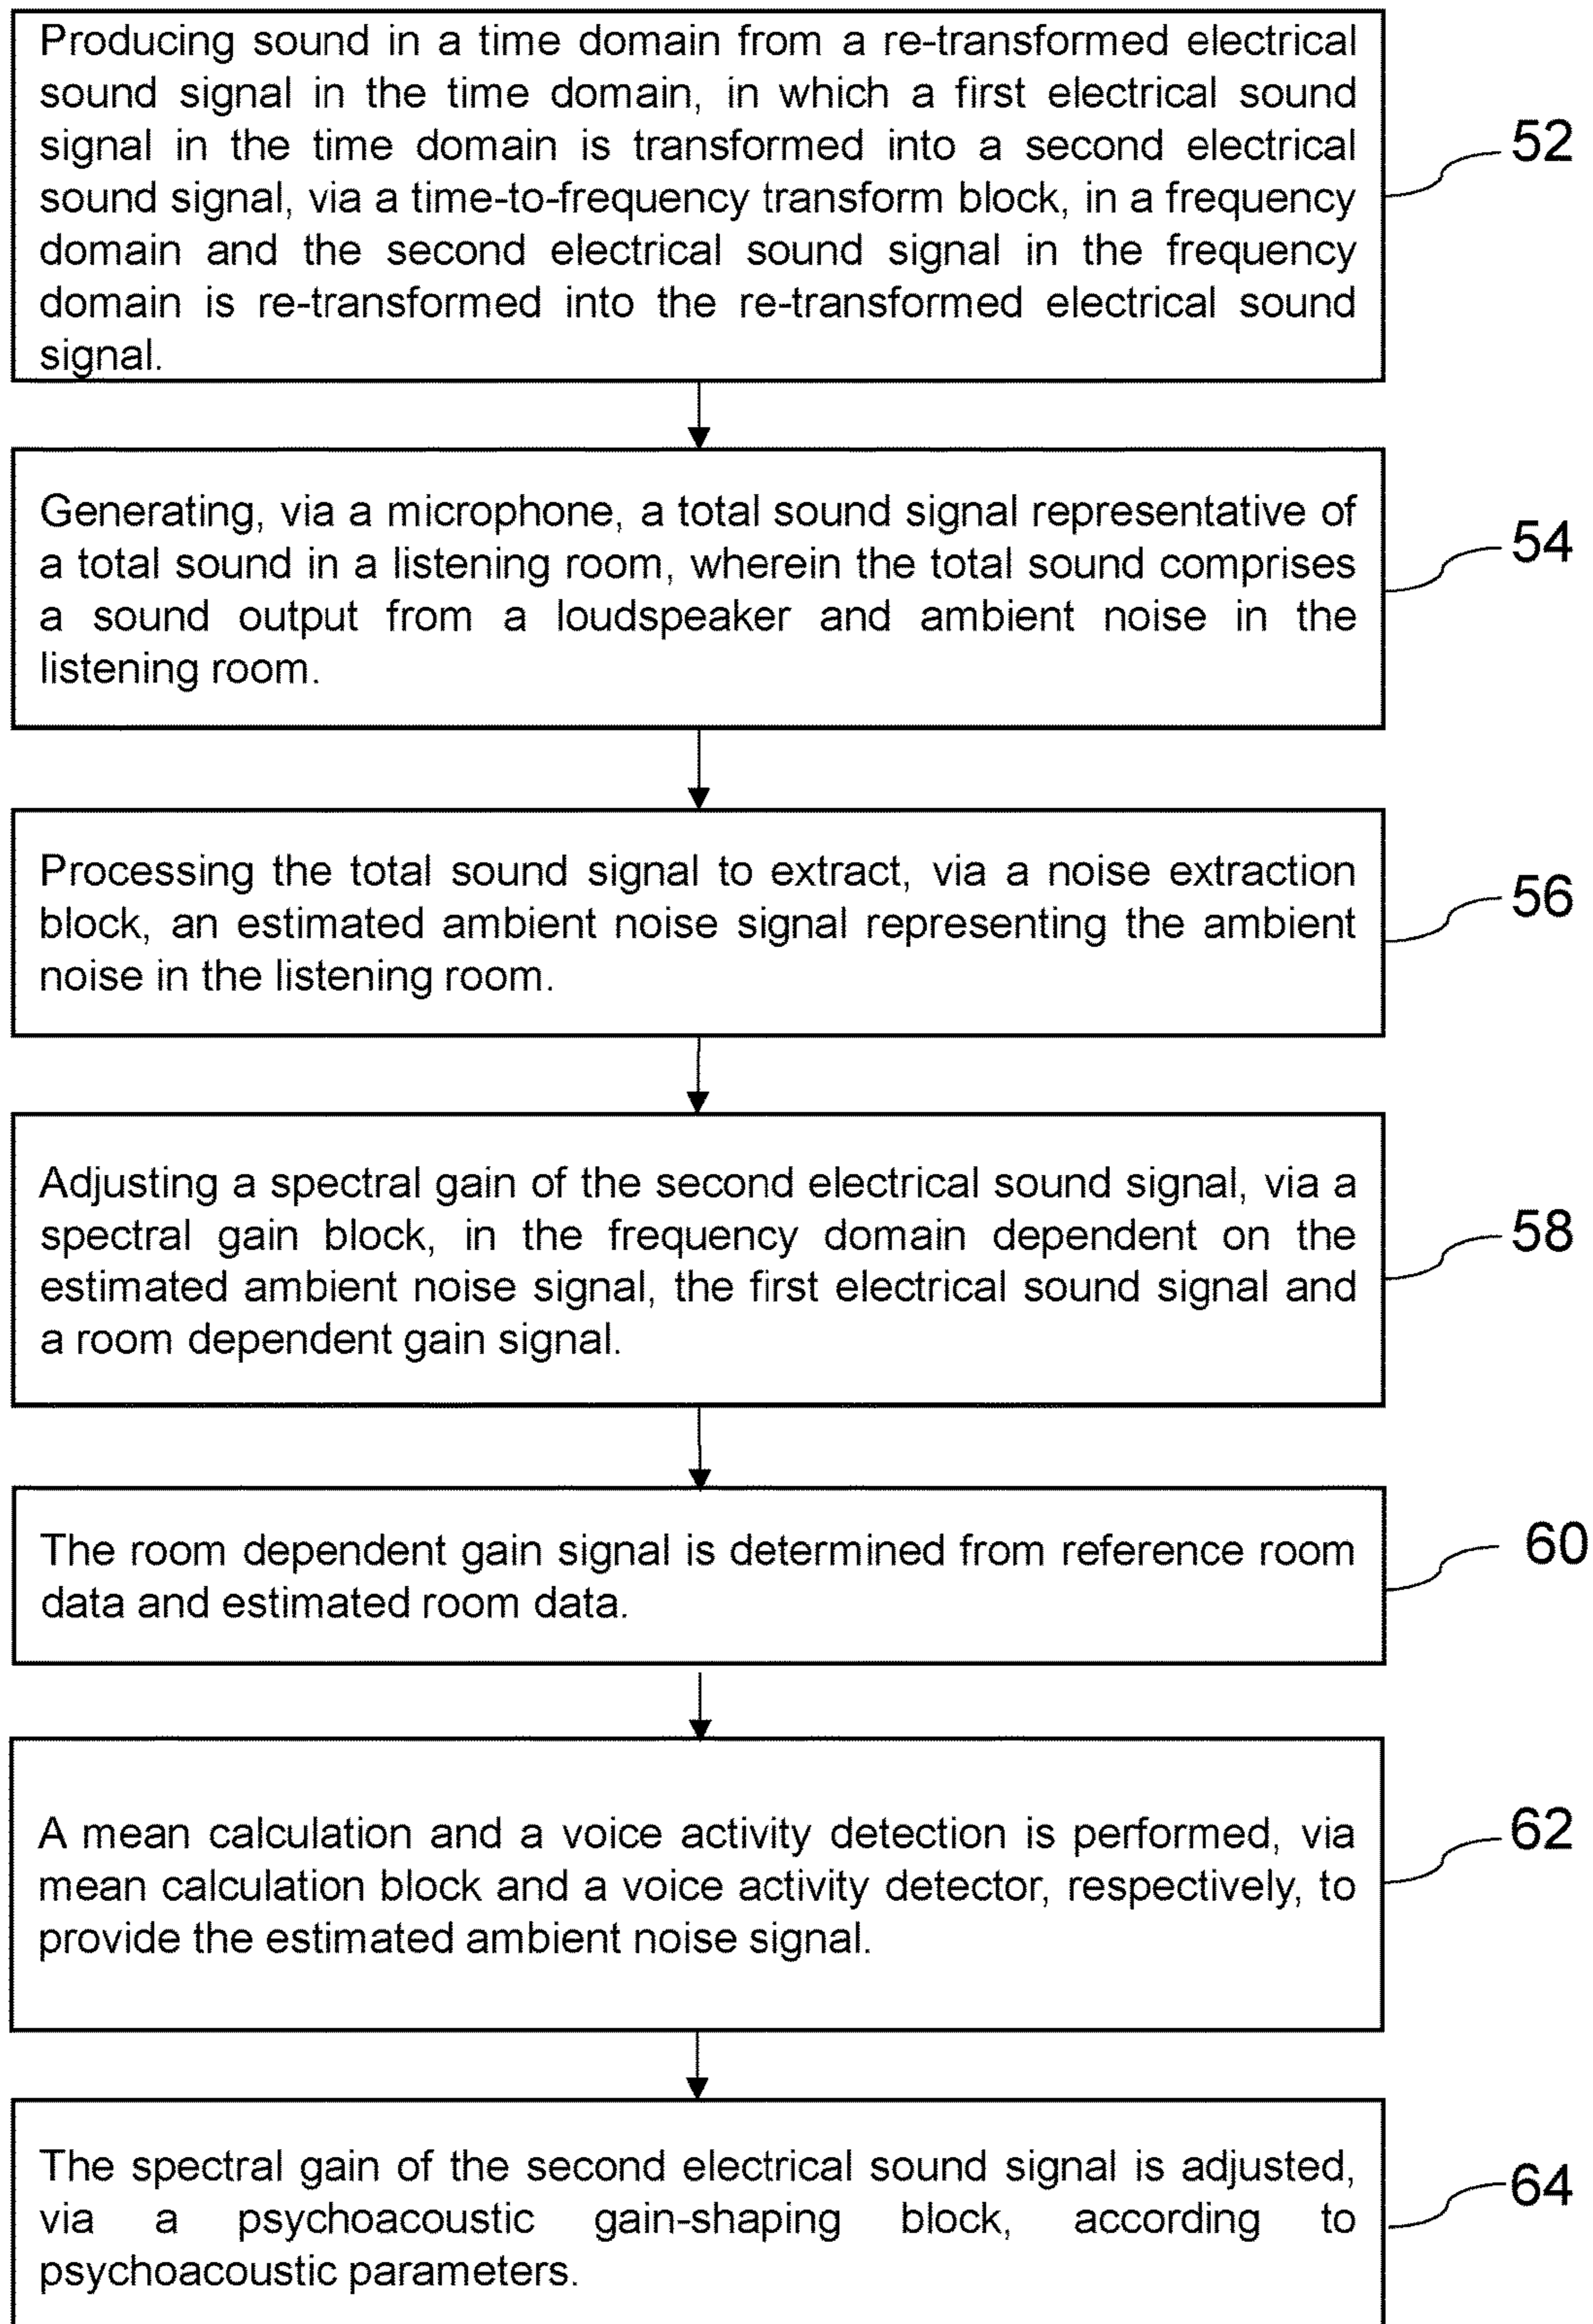 Producing sound in a time domain from a re-transformed electrical
sound signal in the time domain, in which a first electrical sound
signal in the time domain is transformed into a second electrical
sound signal, via a time-to-frequency transform block, in a frequency
domain and the second electrical sound signal in the frequency
domain is re-transformed into the re-transformed electrical sound
signal.
52
Generating, via a microphone, a total sound signal representative of
a total sound in a listening room, wherein the total sound comprises
a sound output from a loudspeaker and ambient noise in the
listening room.
54
Processing the total sound signal to extract, via a noise extraction
block, an estimated ambient noise signal representing the ambient
noise in the listening room.
56
Adjusting a spectral gain of the second electrical sound signal, via a
spectral gain block, in the frequency domain dependent on the
estimated ambient noise signal, the first electrical sound signal and
a room dependent gain signal.
58
The room dependent gain signal is determined from reference room
data and estimated room data.
60
A mean calculation and a voice activity detection is performed, via
mean calculation block and a voice activity detector, respectively, to
provide the estimated ambient noise signal.
62
The spectral gain of the second electrical sound signal is adjusted,
via a psychoacoustic gain-shaping block, according to
psychoacoustic parameters.
64